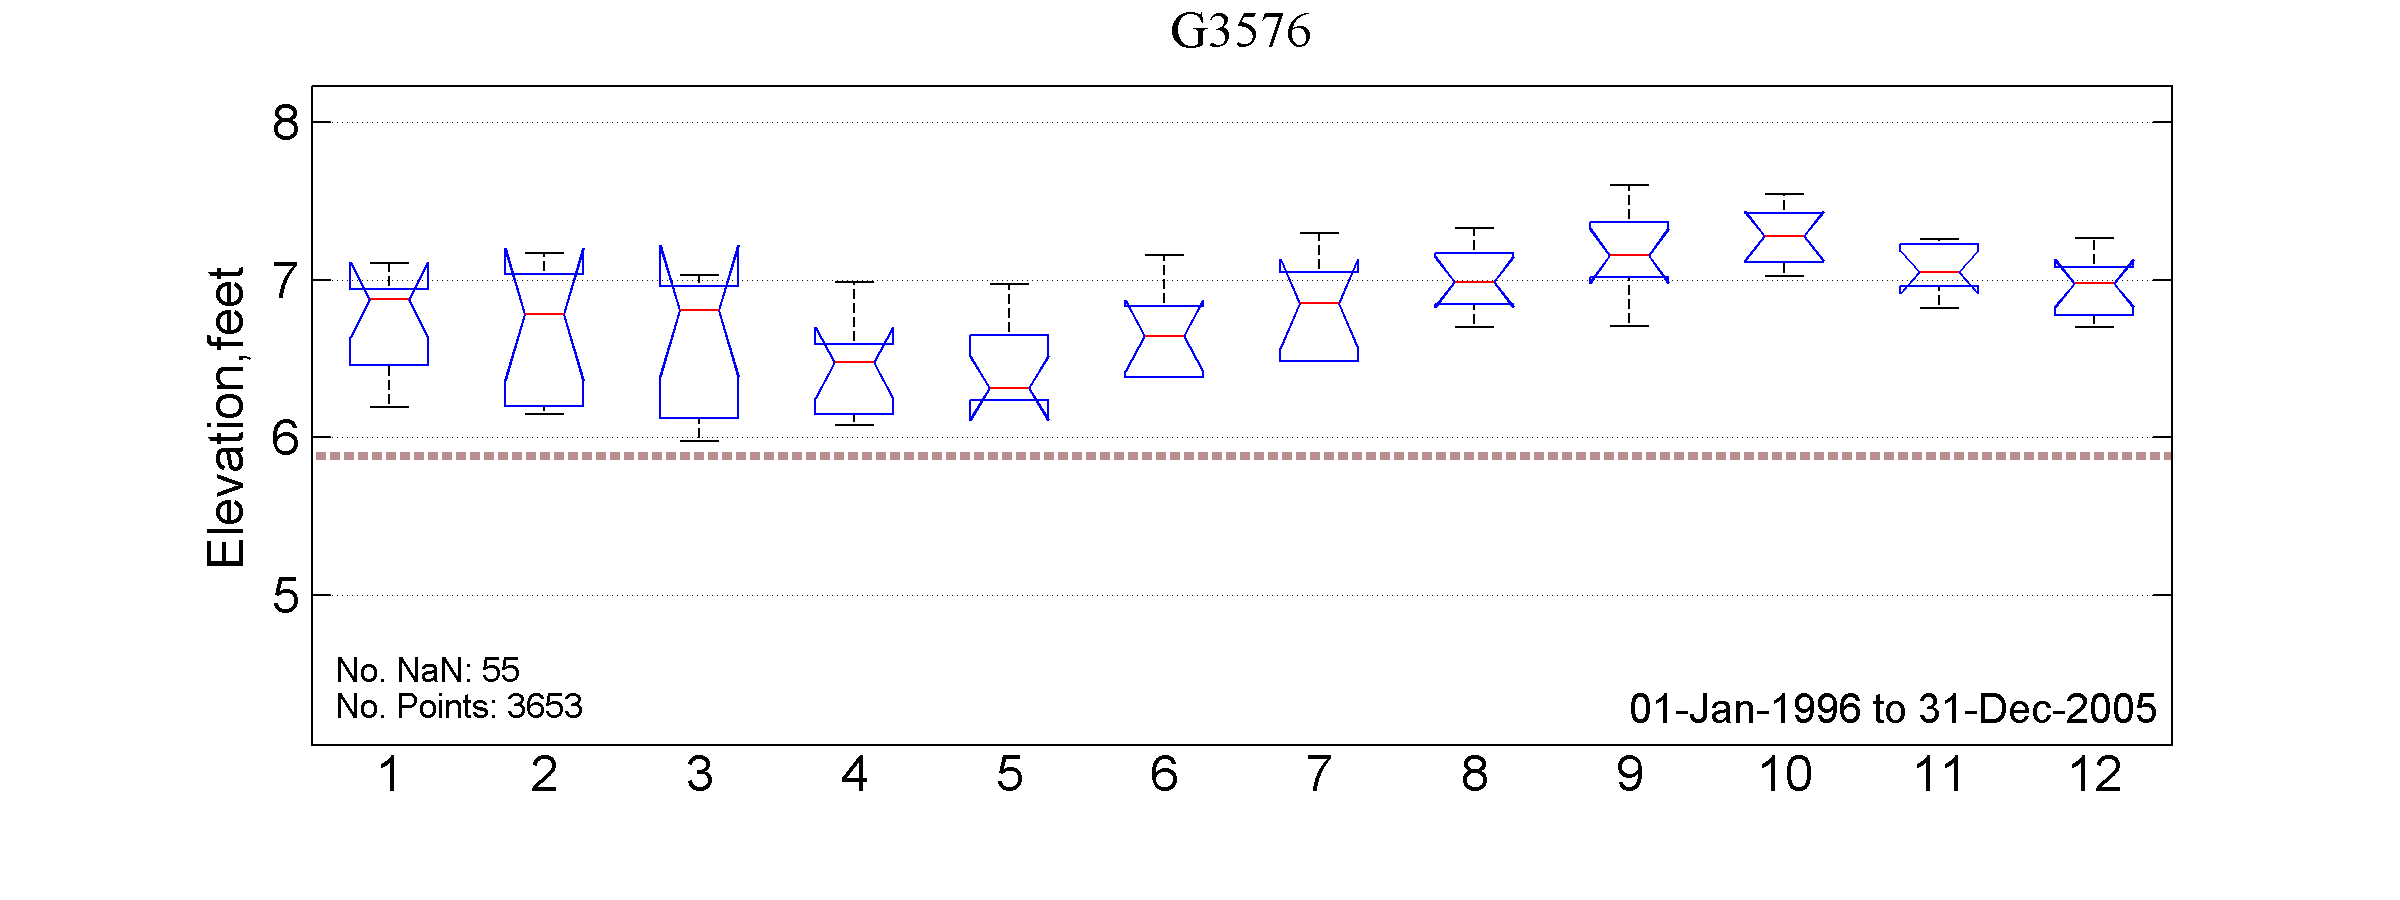 G3576
Elevation,feet
8
7
6
5
No. NaN: 55
No. Points: 3653
01-Jan-1996 to 31-Dec-2005
1 2 3 4 5 6 7 8 9 10 11 12